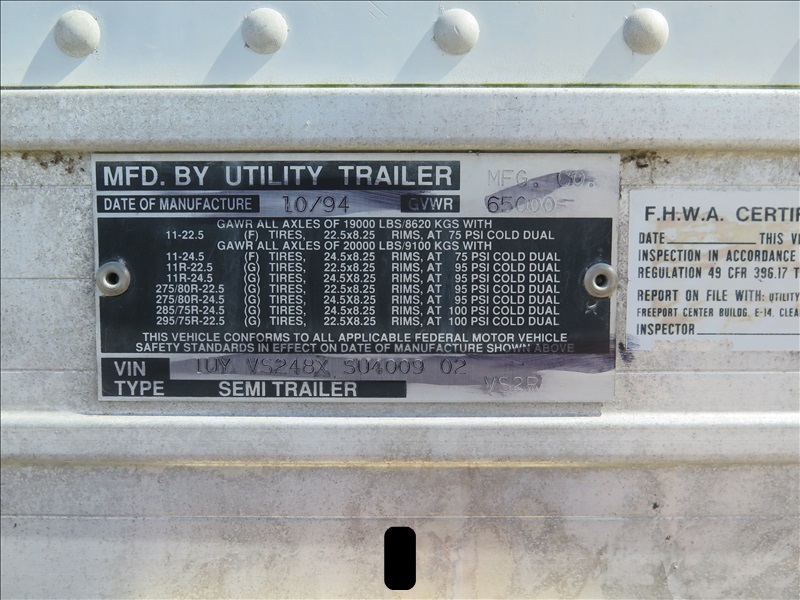 MFD. BY UTILITY TRAILER MFG. CO.
DATE OF MANUFACTURE 10/94 GVWR 65000
GAWR ALL AXLES OF 19000 LBS/8620 KGS WITH
11-22.5 (F) TIRES, 22.5x8.25 RIMS, AT 75 PSI COLD DUAL
GAWR ALL AXLES OF 20000 LBS/9100 KGS WITH
11-24.5 (F) TIRES, 24.5x8.25 RIMS, AT 75 PSI COLD DUAL
11R-22.5 (G) TIRES, 22.5x8.25 RIMS, AT 95 PSI COLD DUAL
11R-24.5 (G) TIRES, 24.5x8.25 RIMS, AT 95 PSI COLD DUAL
275/80R-22.5 (G) TIRES, 22.5x8.25 RIMS, AT 95 PSI COLD DUAL
275/80R-24.5 (G) TIRES, 24.5x8.25 RIMS, AT 95 PSI COLD DUAL
285/75R-24.5 (G) TIRES, 24.5x8.25 RIMS, AT 100 PSI COLD DUAL
295/75R-22.5 (G) TIRES, 22.5X8.25 RIMS, AT 100 PSI COLD DUAL
THIS VEHICLE CONFORMS TO ALL APPLICABLE FEDERAL MOTOR VEHICLE
SAFETY STANDARDS IN EFFECT ON DATE OF MANUFACTURE SHOWN ABOVE
VIN 1UY VS248X SU4009 02
TYPE SEMI TRAILER VS2R
F.H.W.A. CERTIF
DATE THIS VE
INSPECTION IN ACCORDANCE
REGULATION 49 CFR 396.17 T
REPORT ON FILE WITH: UTILITY
FREEPORT CENTER BUILDG. E-14, CLEA
INSPECTOR